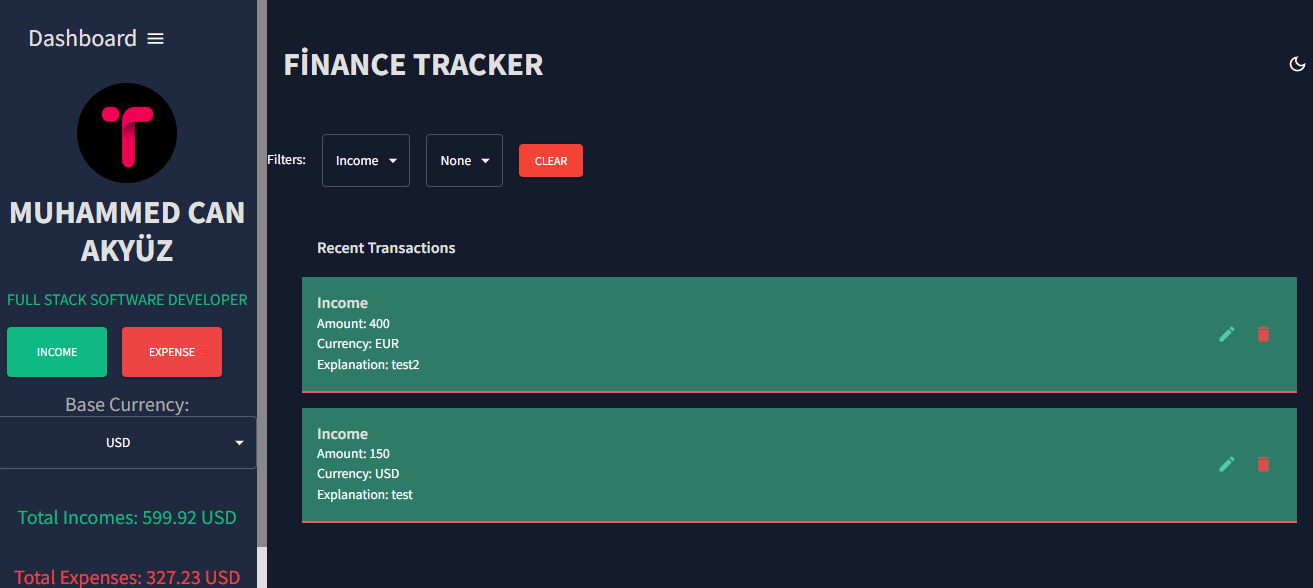 Dashboard
MUHAMMED CAN
AKYÜZ
FULL STACK SOFTWARE DEVELOPER
INCOME
EXPENSE
Base Currency:
USD
Total Incomes: 599.92 USD
Total Expenses: 327.23 USD
FİNANCE TRACKER
Filters:
Income
None
CLEAR
Recent Transactions
Income
Amount: 400
Currency: EUR
Explanation: test2
Income
Amount: 150
Currency: USD
Explanation: test